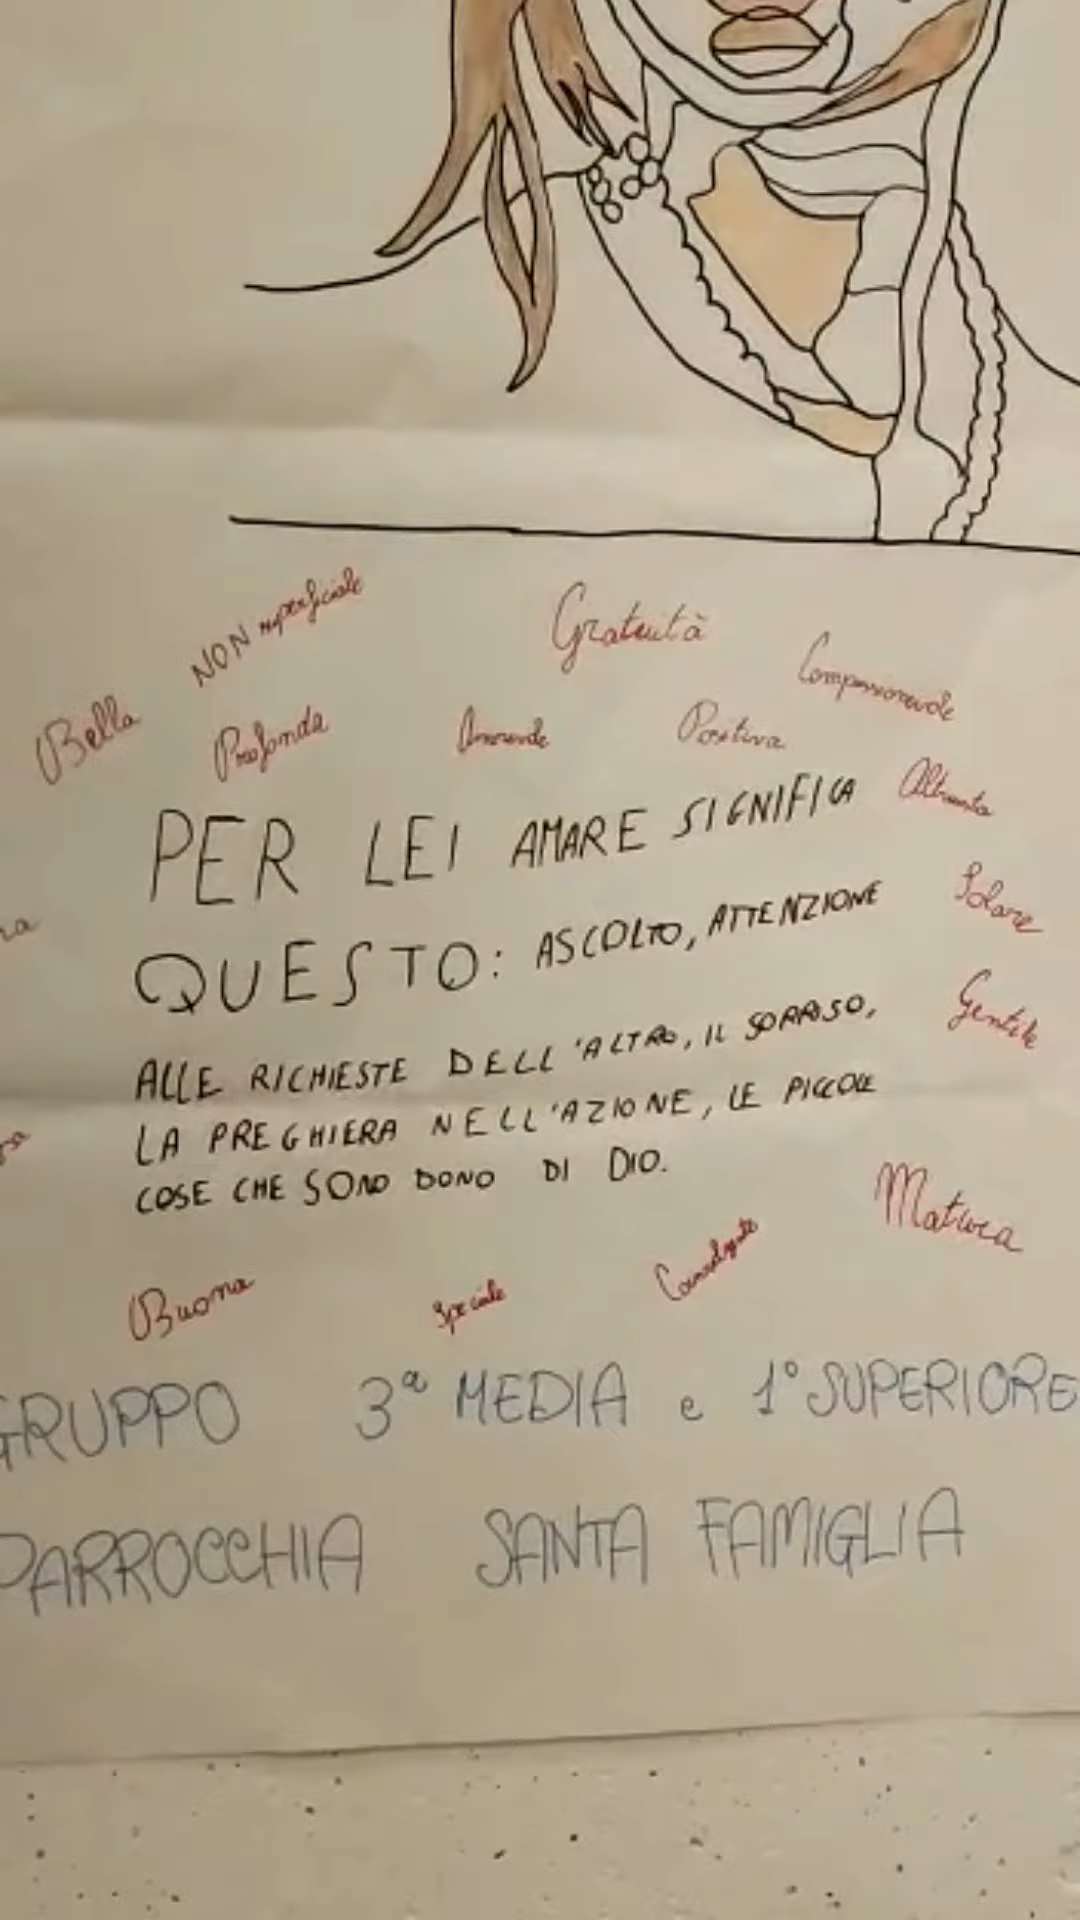 NON superficiale
Gratuità
Compassionevole
Bella
Profonda
Amorevole
Positiva
Altruista
PER LEI AMARE SIGNIFICA
Solare
QUESTO: ASCOLTO, ATTENZIONE
Gentile
ALLE RICHIESTE DELL'ALTRO, IL SORRISO,
LA PREGHIERA NELL'AZIONE, LE PICCOLE
COSE CHE SONO DONO DI DIO.
Matura
Buona
Speciale
GRUPPO 3ª MEDIA e 1° SUPERIORE
PARROCCHIA SANTA FAMIGLIA